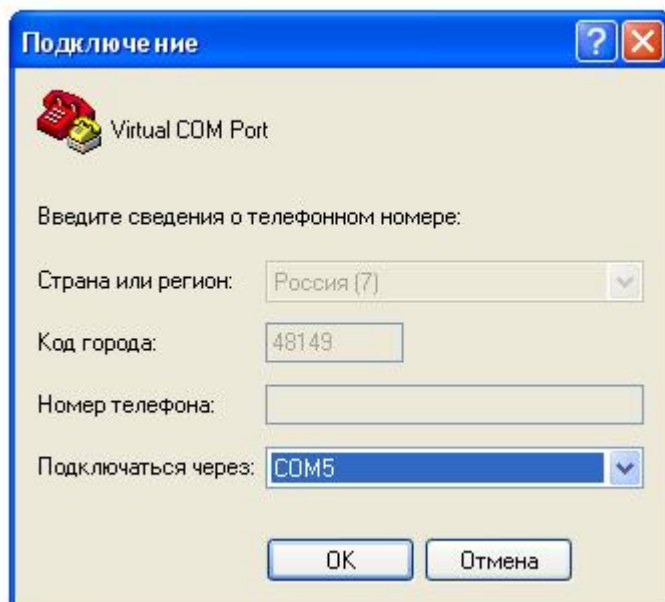 Подключение
Virtual COM Port
Введите сведения о телефонном номере:
Страна или регион: Россия (7)
Код города: 48149
Номер телефона:
Подключаться через: COM5
OK Отмена